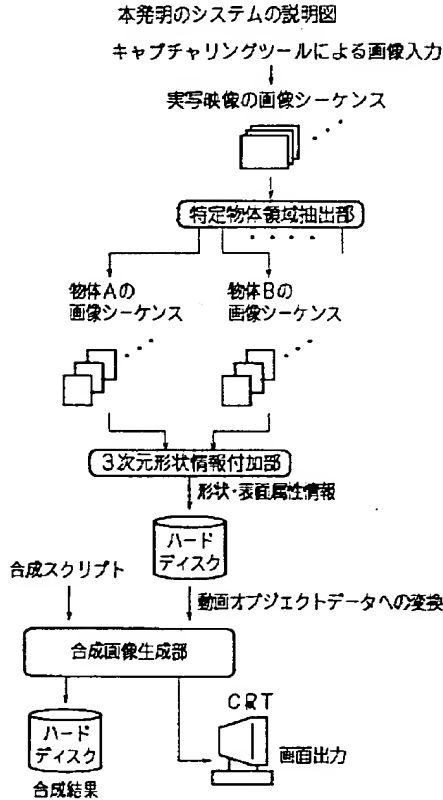 本発明のシステムの説明図
キャプチャリングツールによる画像入力
実写映像の画像シーケンス
特定物体領域抽出部
物体Aの
画像シーケンス
物体Bの
画像シーケンス
3次元形状情報付加部
形状・表面属性情報
ハード
ディスク
合成スクリプト
動画オブジェクトデータへの変換
合成画像生成部
ハード
ディスク
合成結果
CRT
画面出力